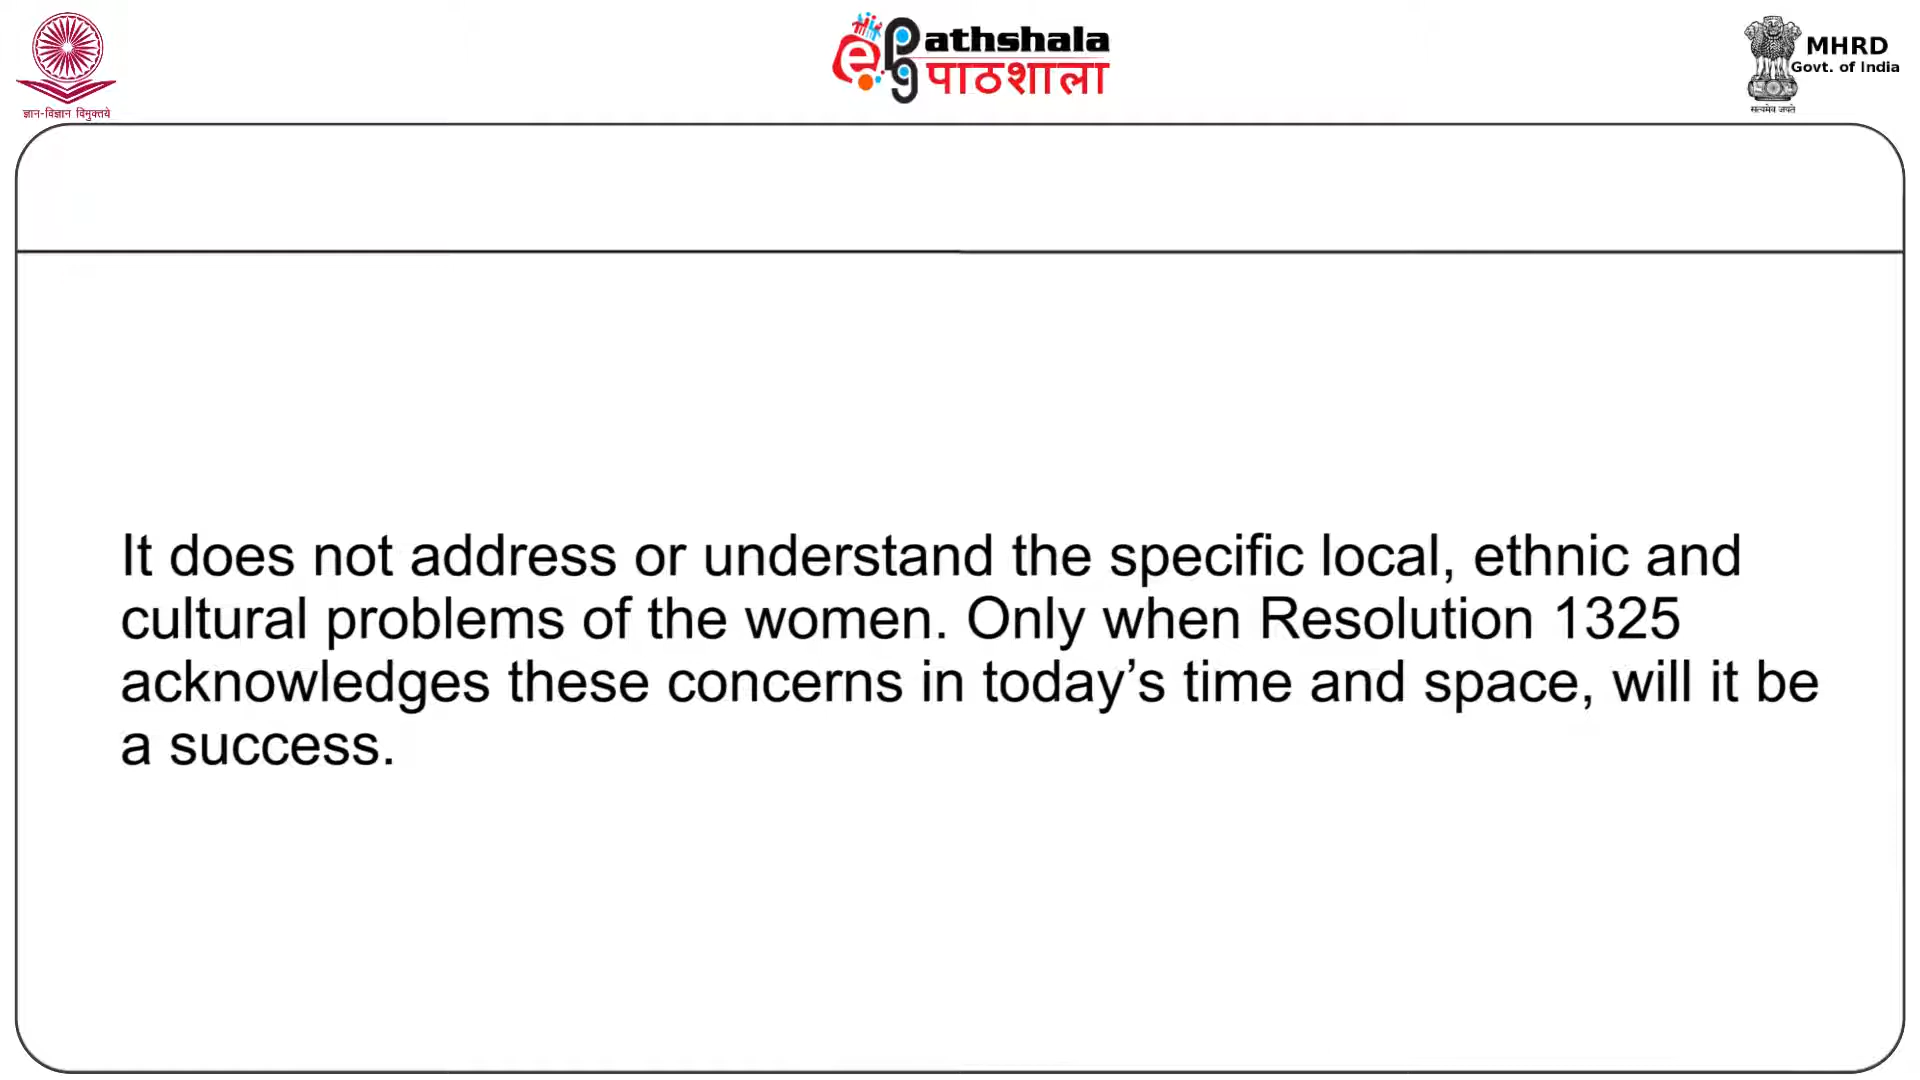 ज्ञान-विज्ञान विमुक्तये
ePathshala
पाठशाला
MHRD
Govt. of India
सत्यमेव जयते
It does not address or understand the specific local, ethnic and
cultural problems of the women. Only when Resolution 1325
acknowledges these concerns in today’s time and space, will it be
a success.